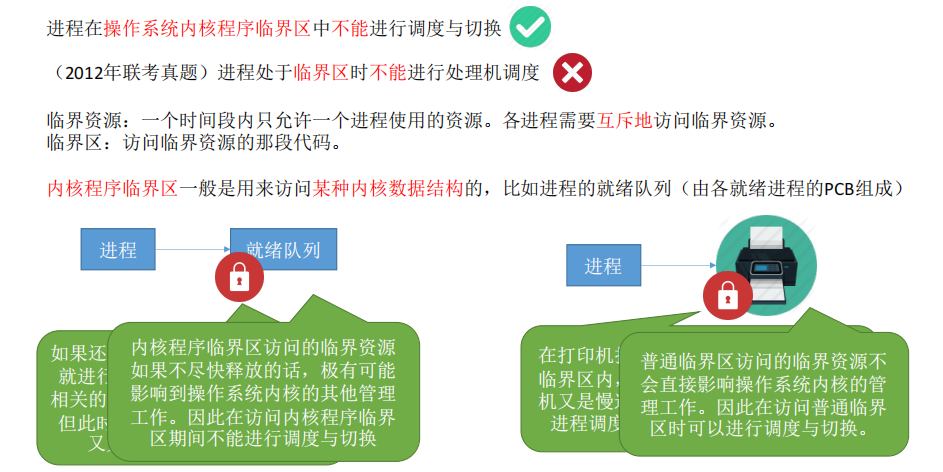 进程在操作系统内核程序临界区中不能进行调度与切换
（2012年联考真题）进程处于临界区时不能进行处理机调度
临界资源：一个时间段内只允许一个进程使用的资源。各进程需要互斥地访问临界资源。
临界区：访问临界资源的那段代码。
内核程序临界区一般是用来访问某种内核数据结构的，比如进程的就绪队列（由各就绪进程的PCB组成）
进程
就绪队列
如果还
就进行
相关的
但此时
又
内核程序临界区访问的临界资源
如果不尽快释放的话，极有可能
影响到操作系统内核的其他管理
工作。因此在访问内核程序临界
区期间不能进行调度与切换
进程
在打印机
临界区内，
机又是慢
进程调度
普通临界区访问的临界资源不
会直接影响操作系统内核的管
理工作。因此在访问普通临界
区时可以进行调度与切换。